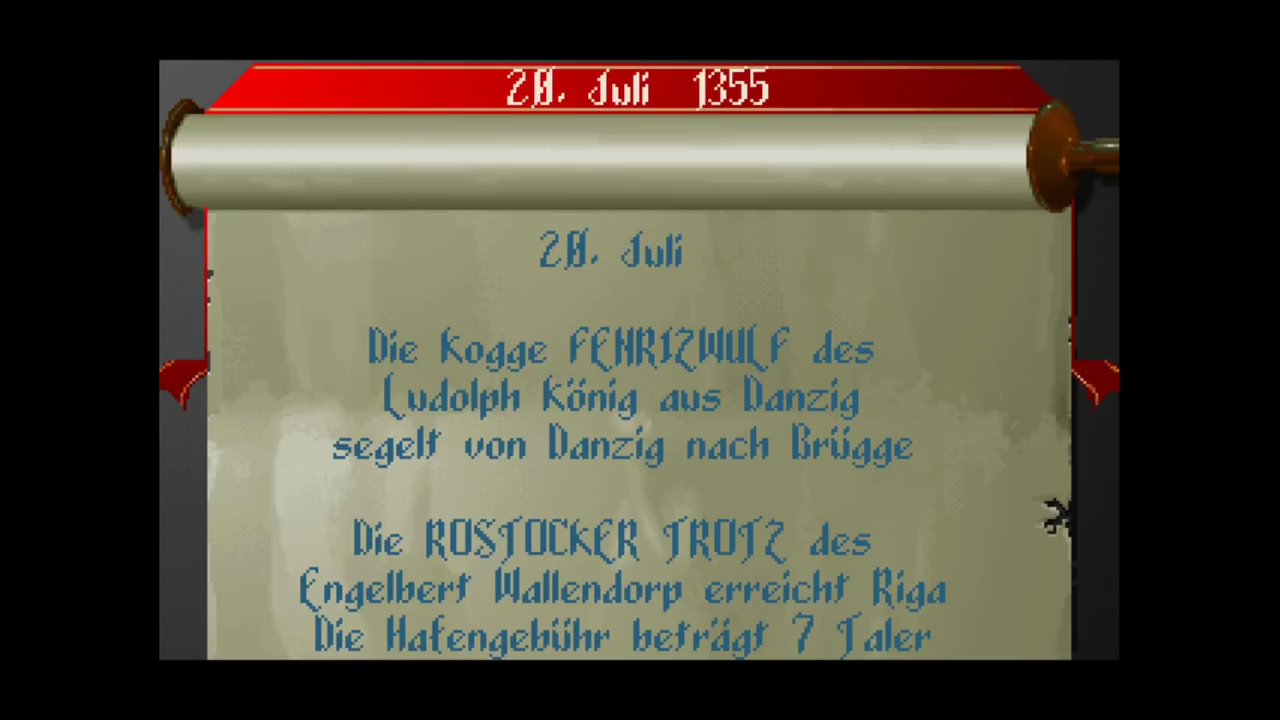 20. Juli 1355
20. Juli
Die Kogge FENRIZWULF des
Ludolph König aus Danzig
segelt von Danzig nach Brügge
Die ROSTOCKER TROTZ des
Engelbert Wallendorp erreicht Riga
Die Hafengebühr beträgt 7 Taler